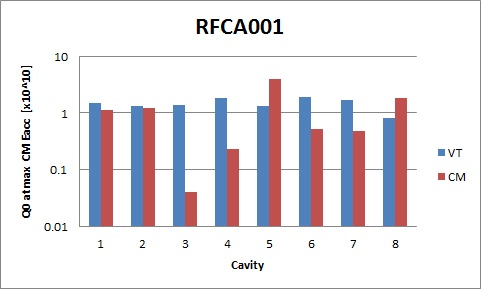 RFCA001
Q0 at max CM Eacc [x10^10]
10
1
0.1
0.01
1 2 3 4 5 6 7 8
Cavity
VT
CM